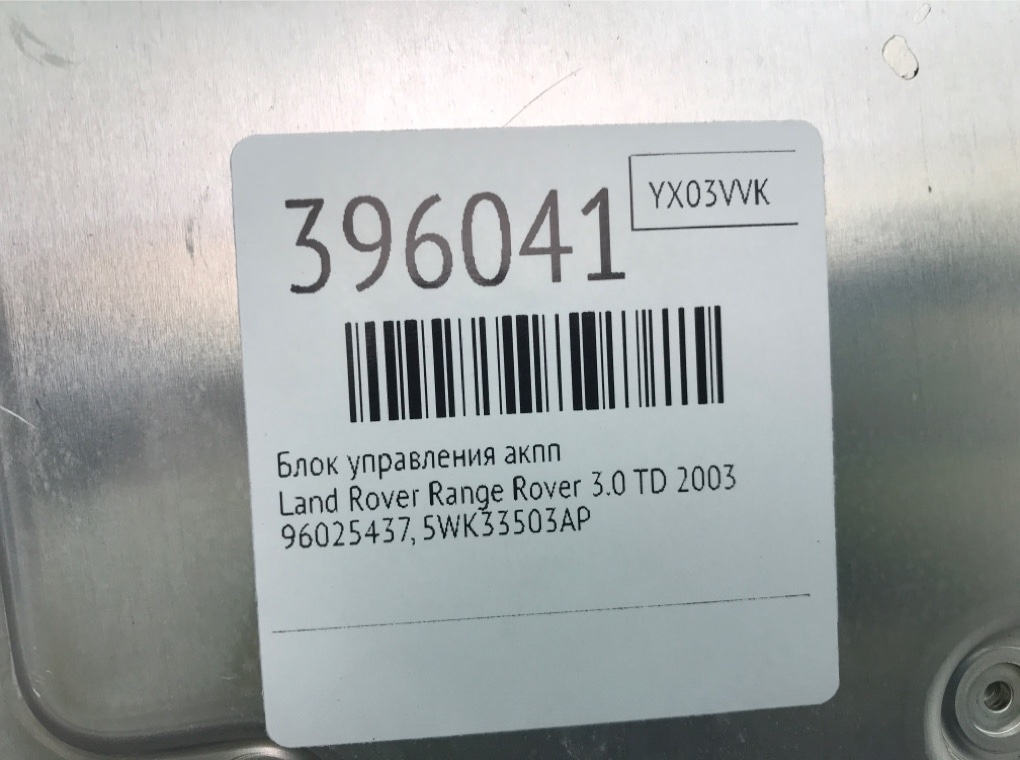 396041
YX03VVK
Блок управления акпп
Land Rover Range Rover 3.0 TD 2003
96025437, 5WK33503AP